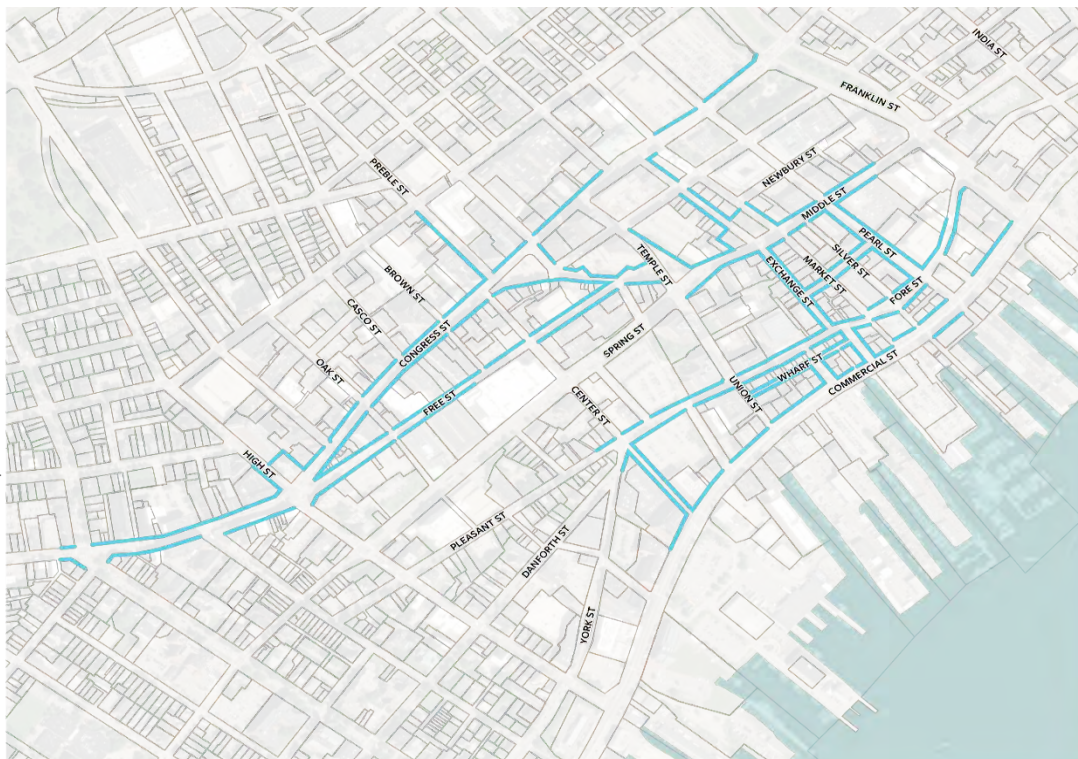 INDIA ST
FRANKLIN ST
NEWBURY ST
PREBLE ST
MIDDLE ST
PEARL ST
SILVER ST
TEMPLE ST
MARKET ST
EXCHANGE ST
BROWN ST
FORE ST
CASCO ST
CONGRESS ST
SPRING ST
OAK ST
WHARF ST
COMMERCIAL ST
UNION ST
FREE ST
CENTER ST
HIGH ST
PLEASANT ST
DANFORTH ST
YORK ST